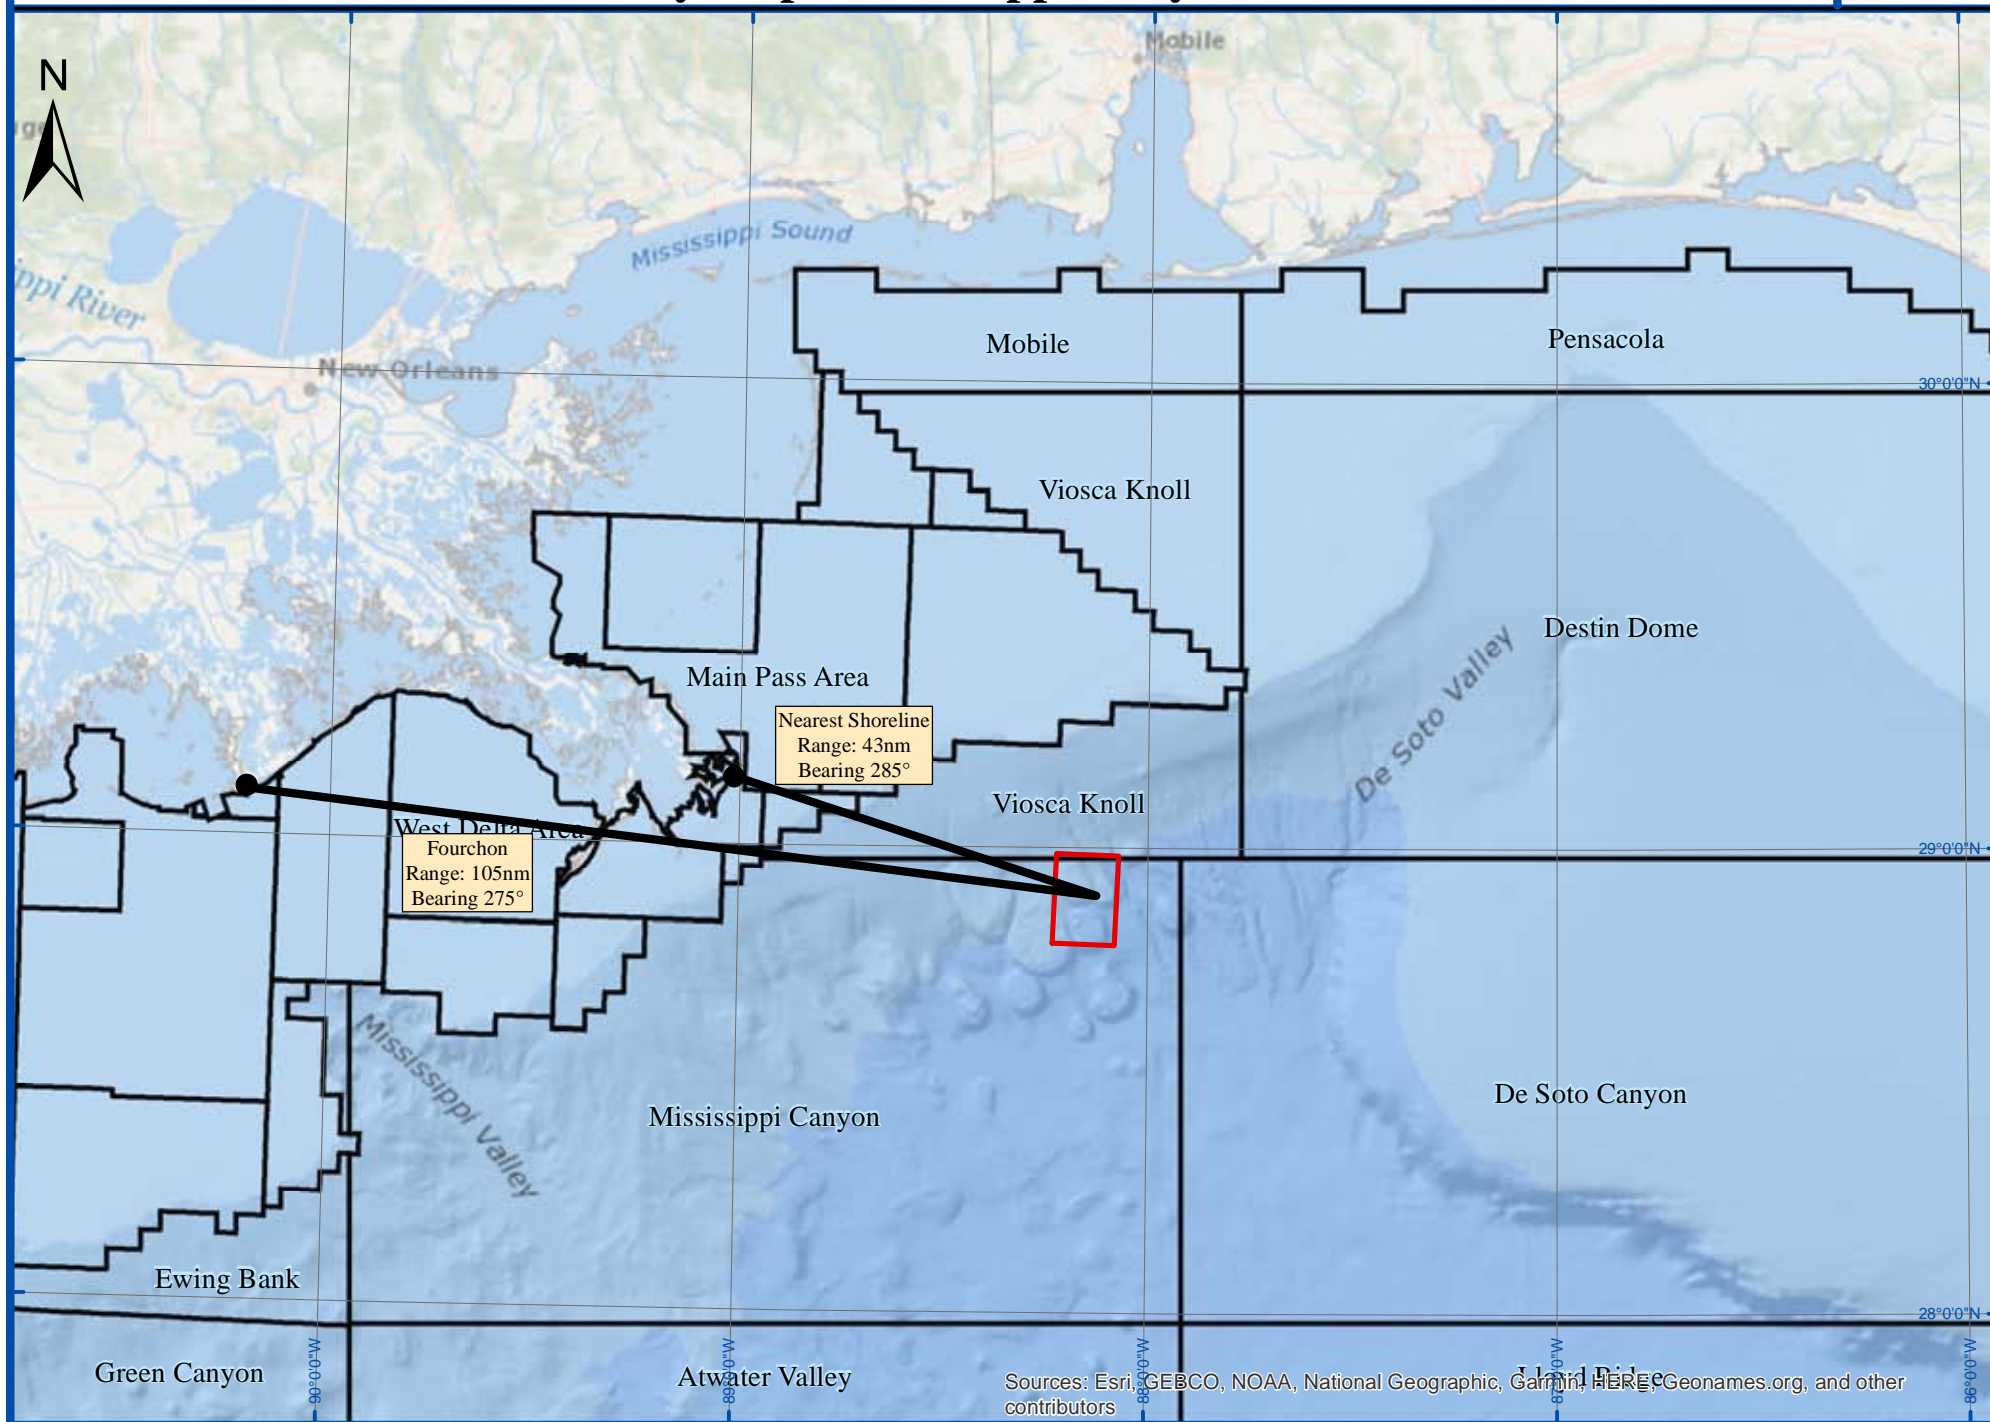 Mobile
N
Mississippi Sound
ippi River
Mobile
Pensacola
New Orleans
30°0'0"N
Viosca Knoll
Destin Dome
De Soto Valley
Main Pass Area
Nearest Shoreline
Range: 43nm
Bearing 285°
Viosca Knoll
West Delta Area
Fourchon
Range: 105nm
Bearing 275°
29°0'0"N
Mississippi Valley
De Soto Canyon
Mississippi Canyon
Ewing Bank
28°0'0"N
90°0'0"W
89°0'0"W
88°0'0"W
87°0'0"W
86°0'0"W
Green Canyon
Atwater Valley
Sources: Esri, GEBCO, NOAA, National Geographic, Garmin, HERE, Geonames.org, and other
contributors